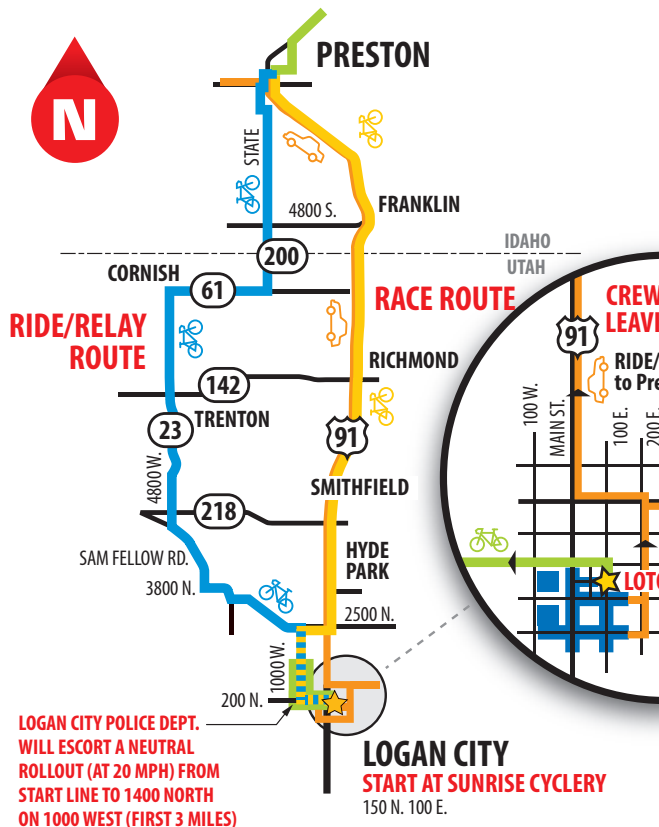 PRESTON
N
STATE
4800 S.
FRANKLIN
IDAHO
UTAH
200
CORNISH
61
RACE ROUTE
RIDE/RELAY
ROUTE
RICHMOND
142
TRENTON
23
91
4800 W.
SMITHFIELD
218
SAM FELLOW RD.
HYDE
PARK
3800 N.
2500 N.
1000 W.
200 N.
LOGAN CITY POLICE DEPT.
WILL ESCORT A NEUTRAL
ROLLOUT (AT 20 MPH) FROM
START LINE TO 1400 NORTH
ON 1000 WEST (FIRST 3 MILES)
LOGAN CITY
START AT SUNRISE CYCLERY
150 N. 100 E.
CREW
LEAVI
91
RIDE/
to Pre
100 W.
MAIN ST.
100 E.
200 E.
LOTO